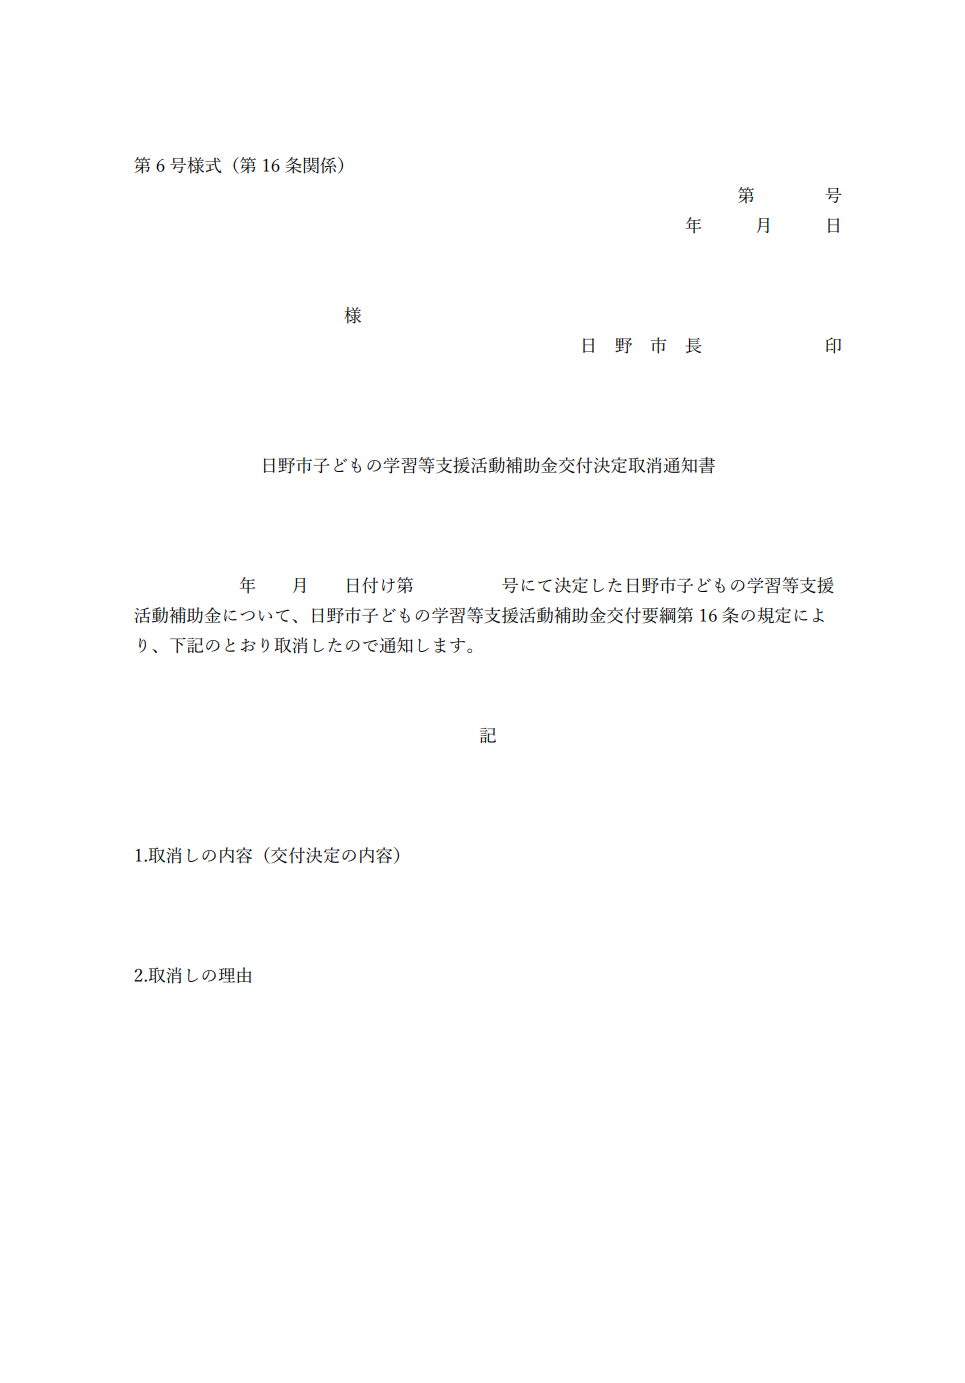 第 6 号様式（第 16 条関係）
第　　　　号
年　　　月　　　日
様
日　野　市　長　　　　　　　印
日野市子どもの学習等支援活動補助金交付決定取消通知書
年　　月　　日付け第　　　　　号にて決定した日野市子どもの学習等支援
活動補助金について、日野市子どもの学習等支援活動補助金交付要綱第 16 条の規定によ
り、下記のとおり取消したので通知します。
記
1.取消しの内容（交付決定の内容）
2.取消しの理由